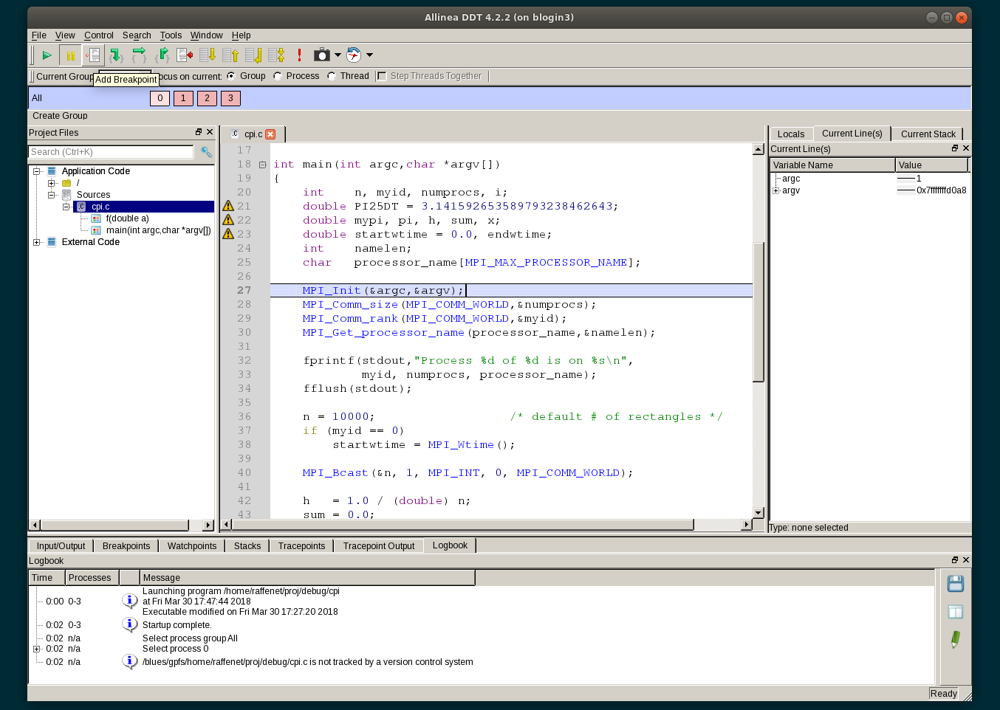 Allinea DDT 4.2.2 (on blogin3)
File View Control Search Tools Window Help
Current Group
Add Breakpoint
ocus on current: Group Process Thread Step Threads Together
All 0 1 2 3
Create Group
Project Files
Search (Ctrl+K)
Application Code
/
Sources
cpi.c
f(double a)
main(int argc,char *argv[])
External Code
cpi.c
17
18 int main(int argc,char *argv[])
19 {
20 int n, myid, numprocs, i;
21 double PI25DT = 3.141592653589793238462643;
22 double mypi, pi, h, sum, x;
23 double startwtime = 0.0, endwtime;
24 int namelen;
25 char processor_name[MPI_MAX_PROCESSOR_NAME];
26
27 MPI_Init(&argc,&argv);
28 MPI_Comm_size(MPI_COMM_WORLD,&numprocs);
29 MPI_Comm_rank(MPI_COMM_WORLD,&myid);
30 MPI_Get_processor_name(processor_name,&namelen);
31
32 fprintf(stdout,"Process %d of %d is on %s\n",
33 myid, numprocs, processor_name);
34 fflush(stdout);
35
36 n = 10000; /* default # of rectangles */
37 if (myid == 0)
38 startwtime = MPI_Wtime();
39
40 MPI_Bcast(&n, 1, MPI_INT, 0, MPI_COMM_WORLD);
41
42 h = 1.0 / (double) n;
43 sum = 0.0;
Locals Current Line(s) Current Stack
Current Line(s)
Variable Name Value
argc 1
argv 0x7fffffffd0a8
Type: none selected
Input/Output Breakpoints Watchpoints Stacks Tracepoints Tracepoint Output Logbook
Logbook
Time Processes Message
Launching program /home/raffenet/proj/debug/cpi
0:00 0-3 at Fri Mar 30 17:47:44 2018
Executable modified on Fri Mar 30 17:27:20 2018
0:02 0-3 Startup complete.
0:02 n/a Select process group All
0:02 n/a Select process 0
0:02 n/a /blues/gpfs/home/raffenet/proj/debug/cpi.c is not tracked by a version control system
Ready